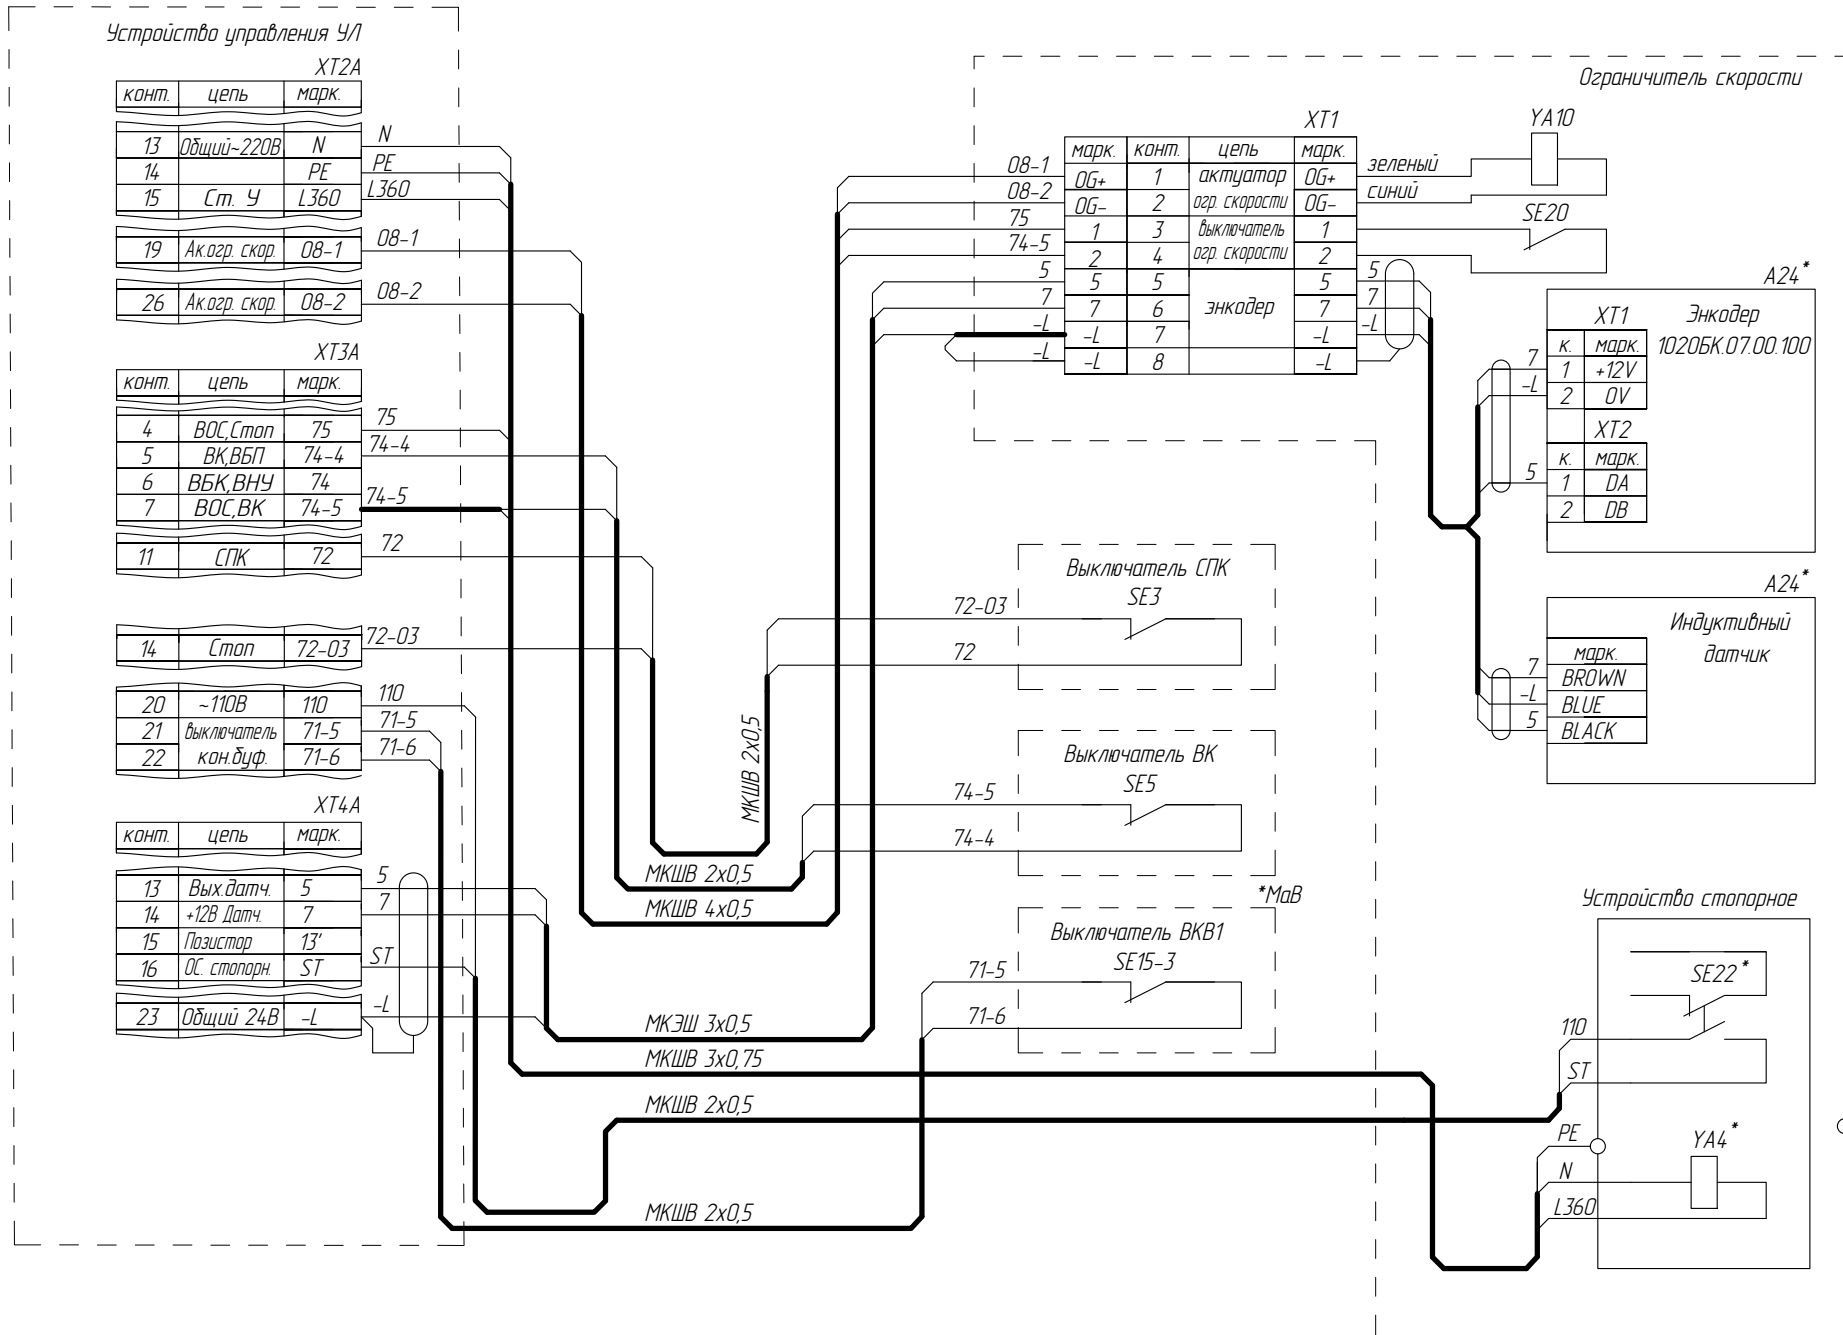 Устройство управления УЛ
XT2A
конт. цепь марк.
13 Общий~220В N N
14 PE PE
15 Ст. У L360 L360
19 Ак.огр. скор. 08-1 08-1
26 Ак.огр. скор. 08-2 08-2
XT3A
конт. цепь марк.
4 ВОС,Стоп 75 75
5 ВК,ВБП 74-4 74-4
6 ВБК,ВНУ 74
7 ВОС,ВК 74-5 74-5
11 СПК 72 72
14 Стоп 72-03 72-03
20 ~110В 110 110
21 выключатель 71-5 71-5
22 кон.буф. 71-6 71-6
XT4A
конт. цепь марк.
13 Вых.датч. 5 5
14 +12В Датч. 7 7
15 Позистор 13'
16 ОС. стопорн. ST ST
23 Общий 24В -L -L
МКШВ 2х0,5
МКШВ 2х0,5
МКШВ 4х0,5
МКЭШ 3х0,5
МКШВ 3х0,75
МКШВ 2х0,5
МКШВ 2х0,5
Ограничитель скорости
XT1
марк. конт. цепь марк.
08-1 OG+ 1 актуатор OG+ зеленый
08-2 OG- 2 огр. скорости OG- синий
75 1 3 выключатель 1
74-5 2 4 огр. скорости 2
5 5 5 5 5
7 7 6 энкодер 7 7
-L -L 7 -L -L
-L -L 8 -L
YA10
SE20
A24*
Энкодер
1020БК.07.00.100
XT1
к. марк.
7 1 +12V
-L 2 0V
XT2
к. марк.
5 1 DA
2 DB
A24*
Индуктивный
датчик
марк.
7 BROWN
-L BLUE
5 BLACK
Выключатель СПК
SE3
72-03
72
Выключатель ВК
SE5
74-5
74-4
*МаВ
Выключатель ВКВ1
SE15-3
71-5
71-6
Устройство стопорное
SE22*
110
ST
PE
YA4*
N
L360